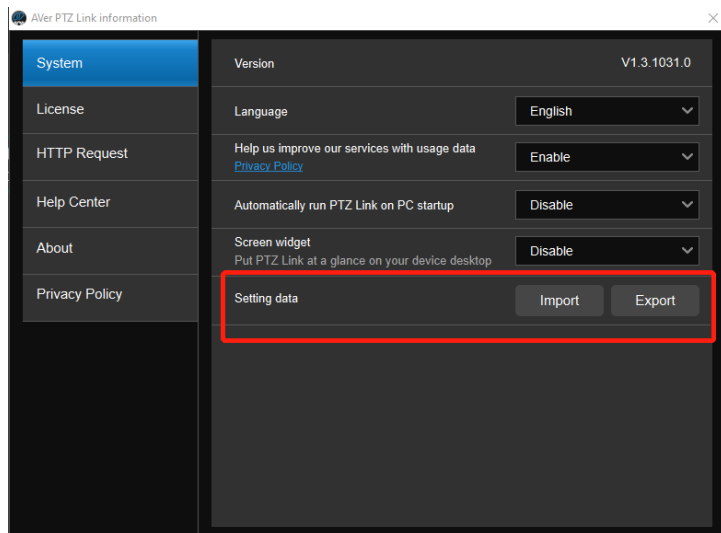 AVer PTZ Link information
System
License
HTTP Request
Help Center
About
Privacy Policy
Version V1.3.1031.0
Language English
Help us improve our services with usage data Enable
Privacy Policy
Automatically run PTZ Link on PC startup Disable
Screen widget Disable
Put PTZ Link at a glance on your device desktop
Setting data Import Export